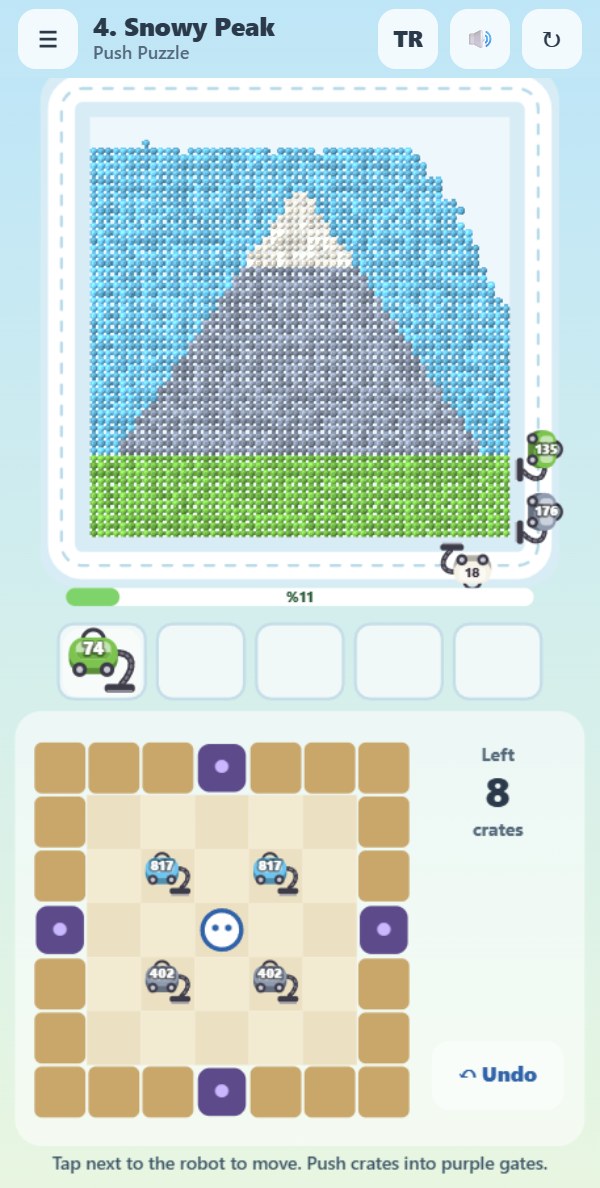 4. Snowy Peak
Push Puzzle
TR
135
176
18
%11
74
Left
8
crates
817
817
402
402
Undo
Tap next to the robot to move. Push crates into purple gates.